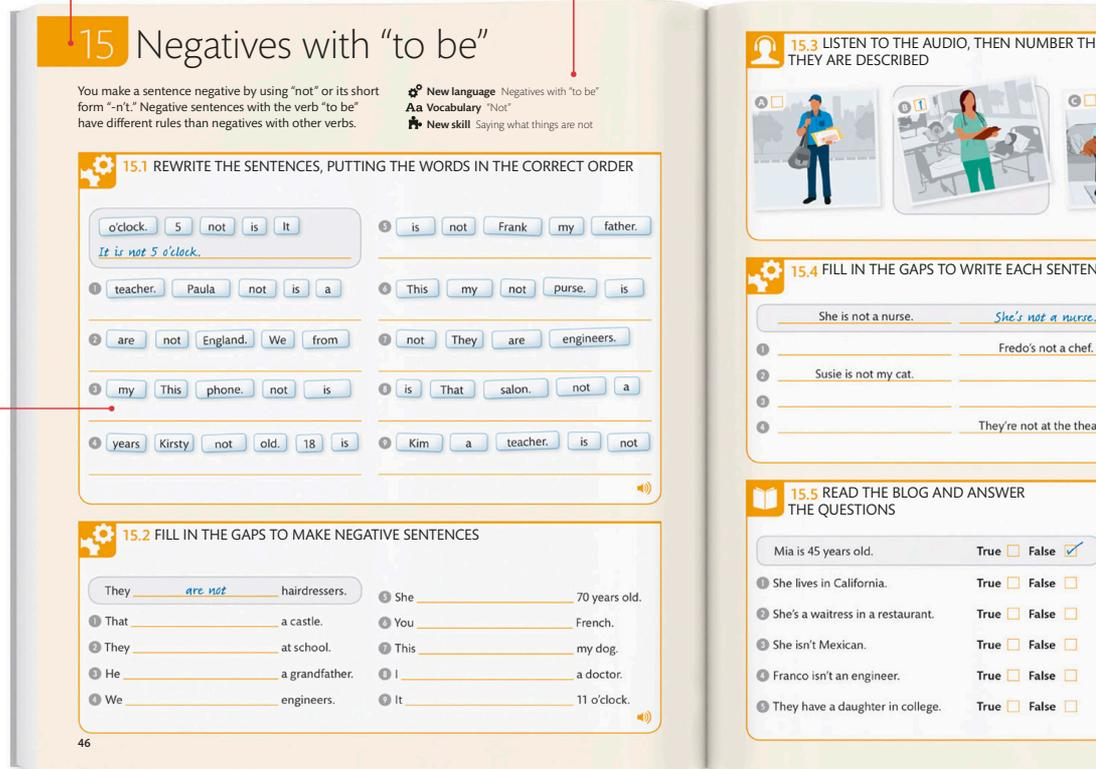 15 Negatives with “to be”
You make a sentence negative by using “not” or its short
form “-n’t.” Negative sentences with the verb “to be”
have different rules than negatives with other verbs.
New language Negatives with “to be”
Aa Vocabulary “Not”
New skill Saying what things are not
15.1 REWRITE THE SENTENCES, PUTTING THE WORDS IN THE CORRECT ORDER
o’clock. 5 not is It
It is not 5 o’clock.
1 teacher. Paula not is a
2 are not England. We from
3 my This phone. not is
4 years Kirsty not old. 18 is
5 is not Frank my father.
6 This my not purse. is
7 not They are engineers.
8 is That salon. not a
9 Kim a teacher. is not
15.2 FILL IN THE GAPS TO MAKE NEGATIVE SENTENCES
They are not hairdressers.
1 That a castle.
2 They at school.
3 He a grandfather.
4 We engineers.
5 She 70 years old.
6 You French.
7 This my dog.
8 I a doctor.
9 It 11 o’clock.
46
15.3 LISTEN TO THE AUDIO, THEN NUMBER TH
THEY ARE DESCRIBED
A B 1 C
15.4 FILL IN THE GAPS TO WRITE EACH SENTEN
She is not a nurse. She’s not a nurse.
1 Fredo’s not a chef.
2 Susie is not my cat.
3
4 They’re not at the thea
15.5 READ THE BLOG AND ANSWER
THE QUESTIONS
Mia is 45 years old. True False
1 She lives in California. True False
2 She’s a waitress in a restaurant. True False
3 She isn’t Mexican. True False
4 Franco isn’t an engineer. True False
5 They have a daughter in college. True False